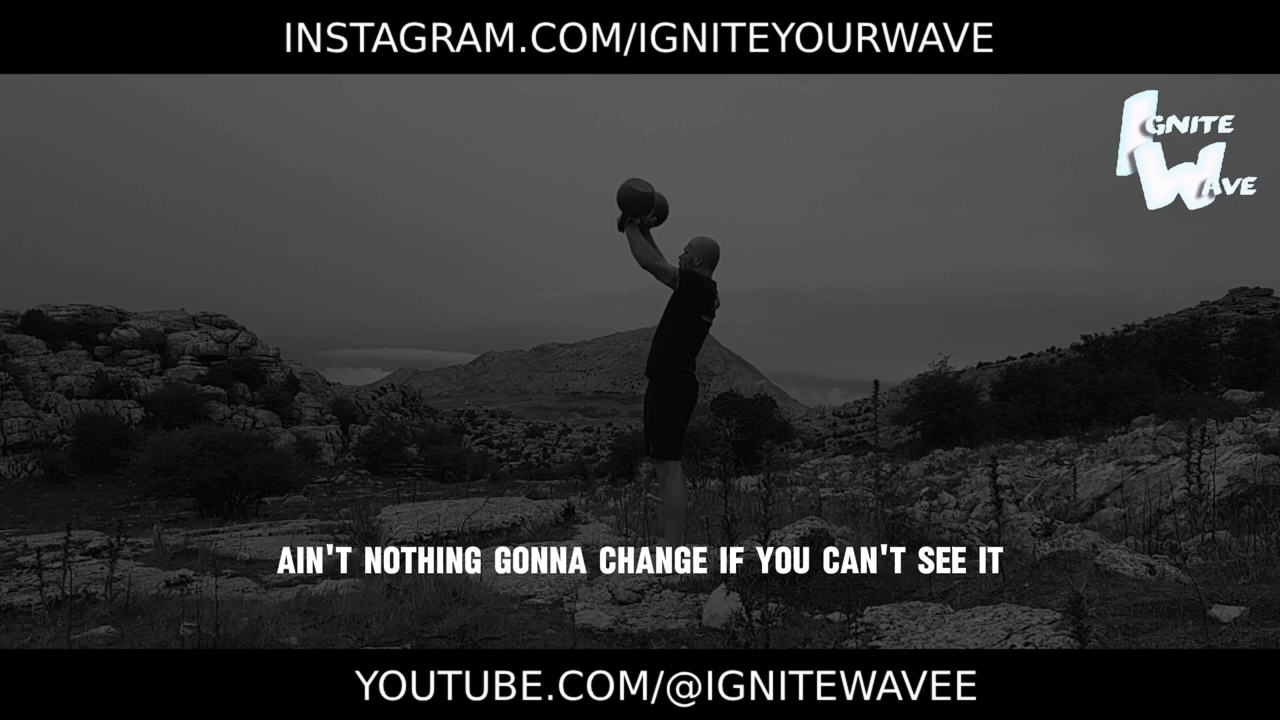 INSTAGRAM.COM/IGNITEYOURWAVE
IGNITE
WAVE
AIN'T NOTHING GONNA CHANGE IF YOU CAN'T SEE IT
YOUTUBE.COM/@IGNITEWAVEE